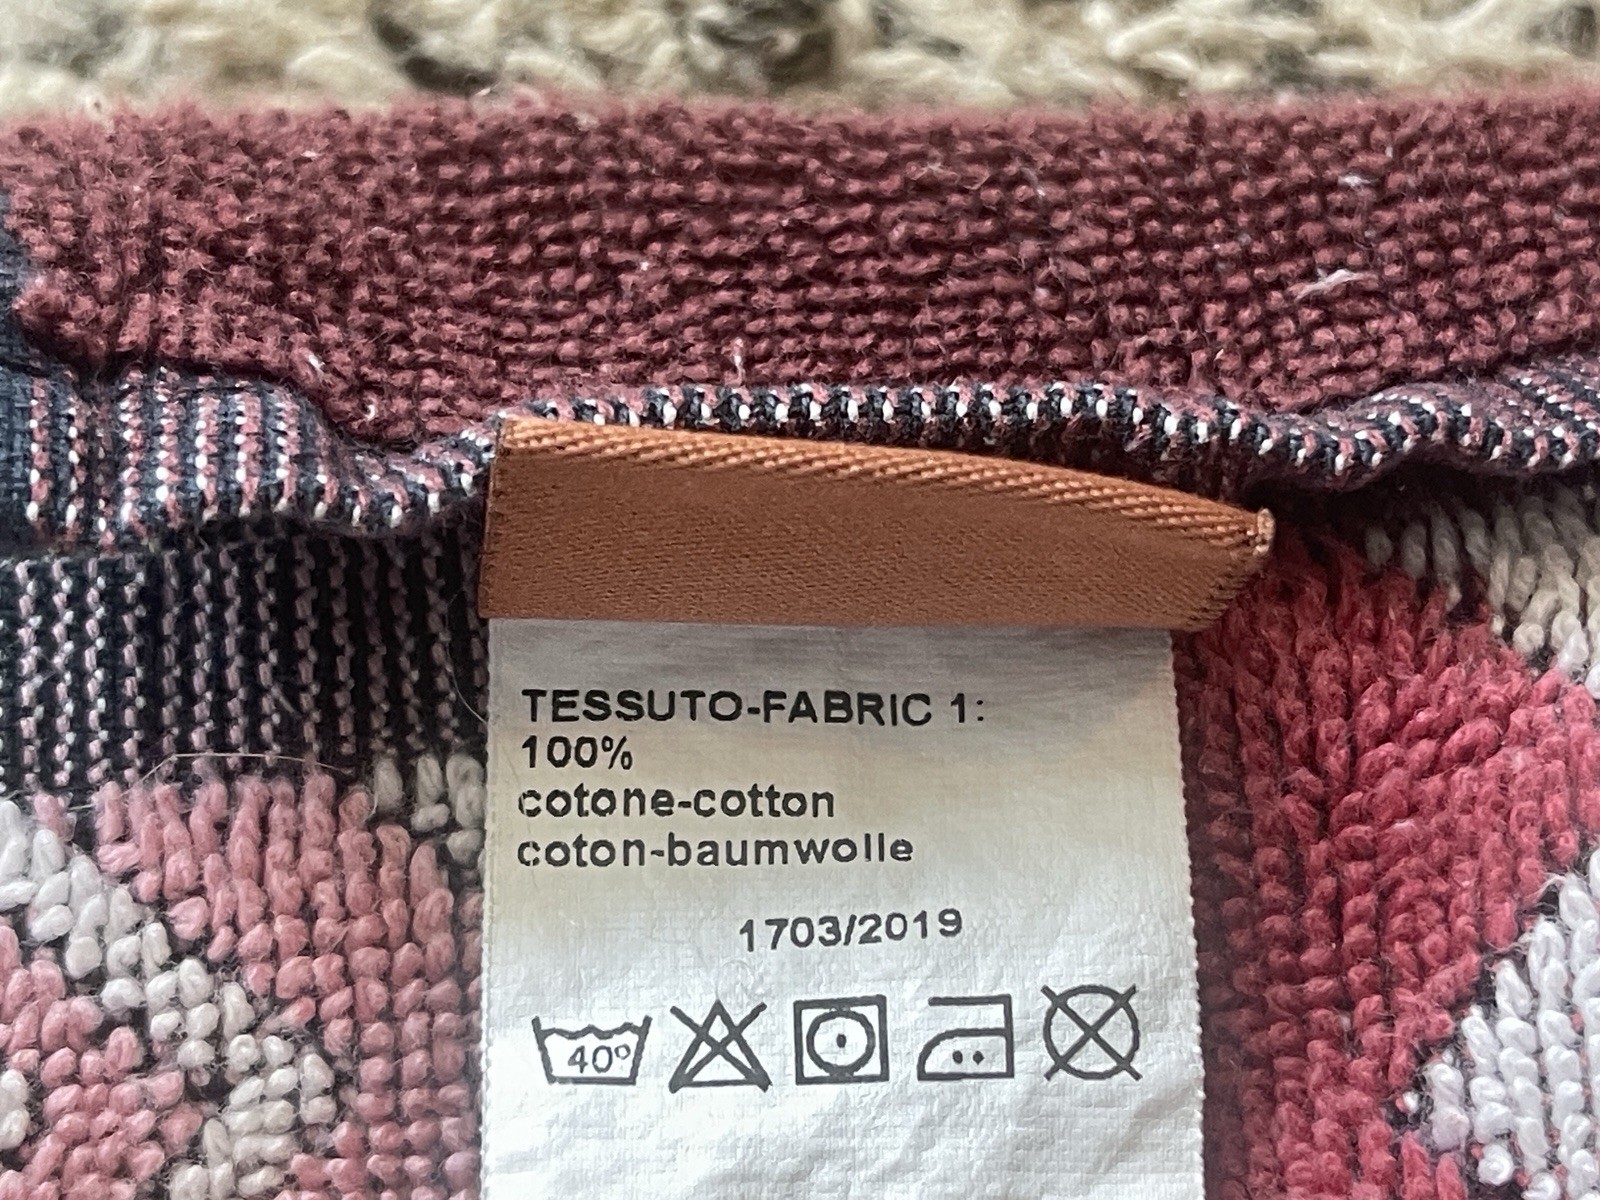 TESSUTO-FABRIC 1:
100%
cotone-cotton
coton-baumwolle
1703/2019
40°